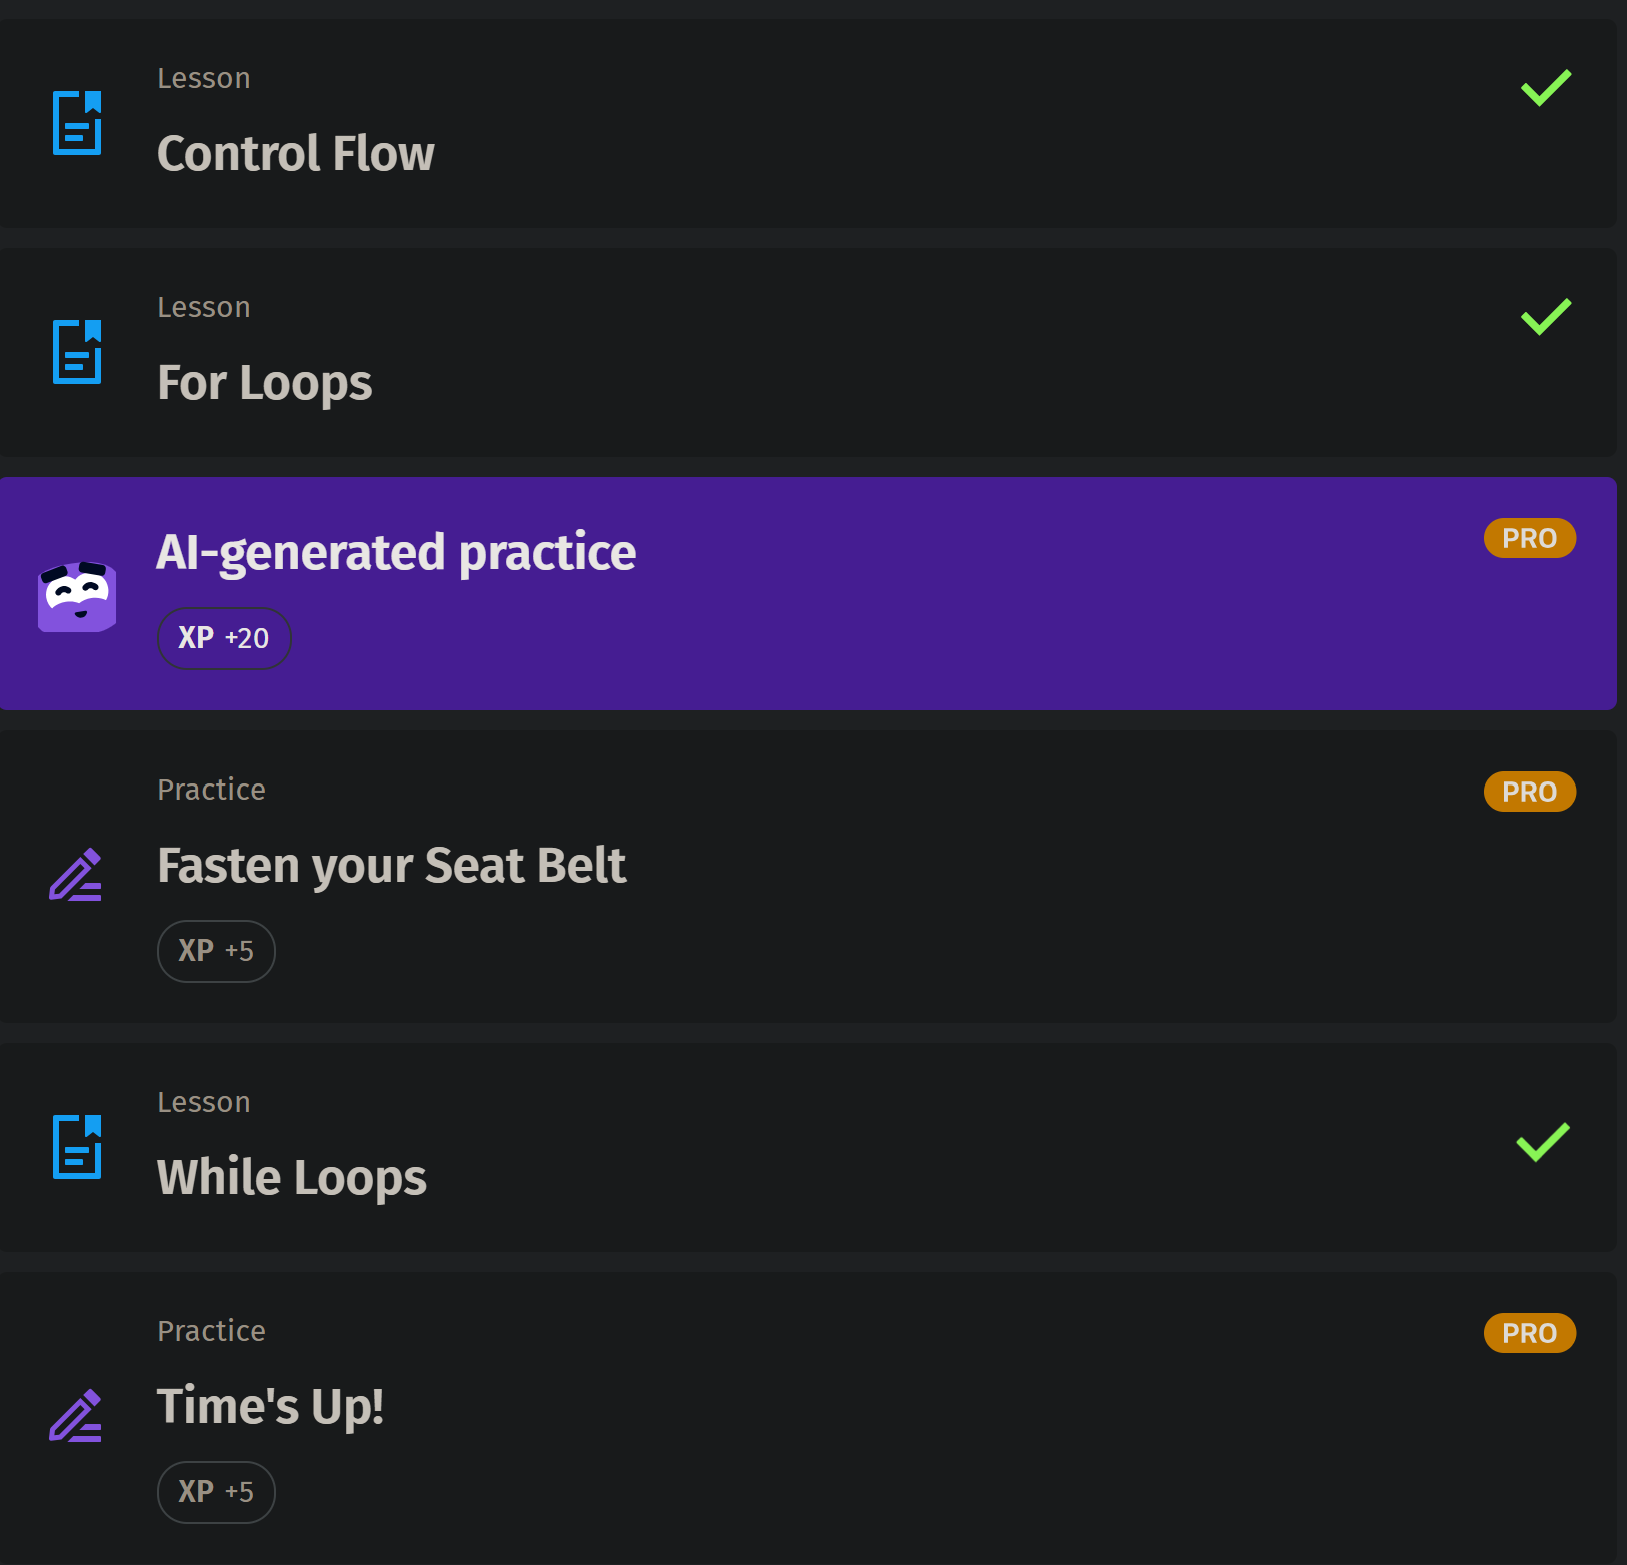 Lesson
Control Flow
Lesson
For Loops
AI-generated practice
PRO
XP +20
Practice
PRO
Fasten your Seat Belt
XP +5
Lesson
While Loops
Practice
PRO
Time's Up!
XP +5